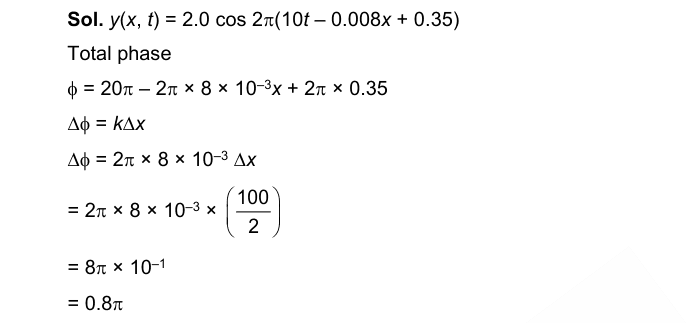 Sol. y(x, t) = 2.0 cos 2π(10t – 0.008x + 0.35)
Total phase
ϕ = 20π – 2π × 8 × 10⁻³x + 2π × 0.35
Δϕ = kΔx
Δϕ = 2π × 8 × 10⁻³ Δx
= 2π × 8 × 10⁻³ × (100/2)
= 8π × 10⁻¹
= 0.8π